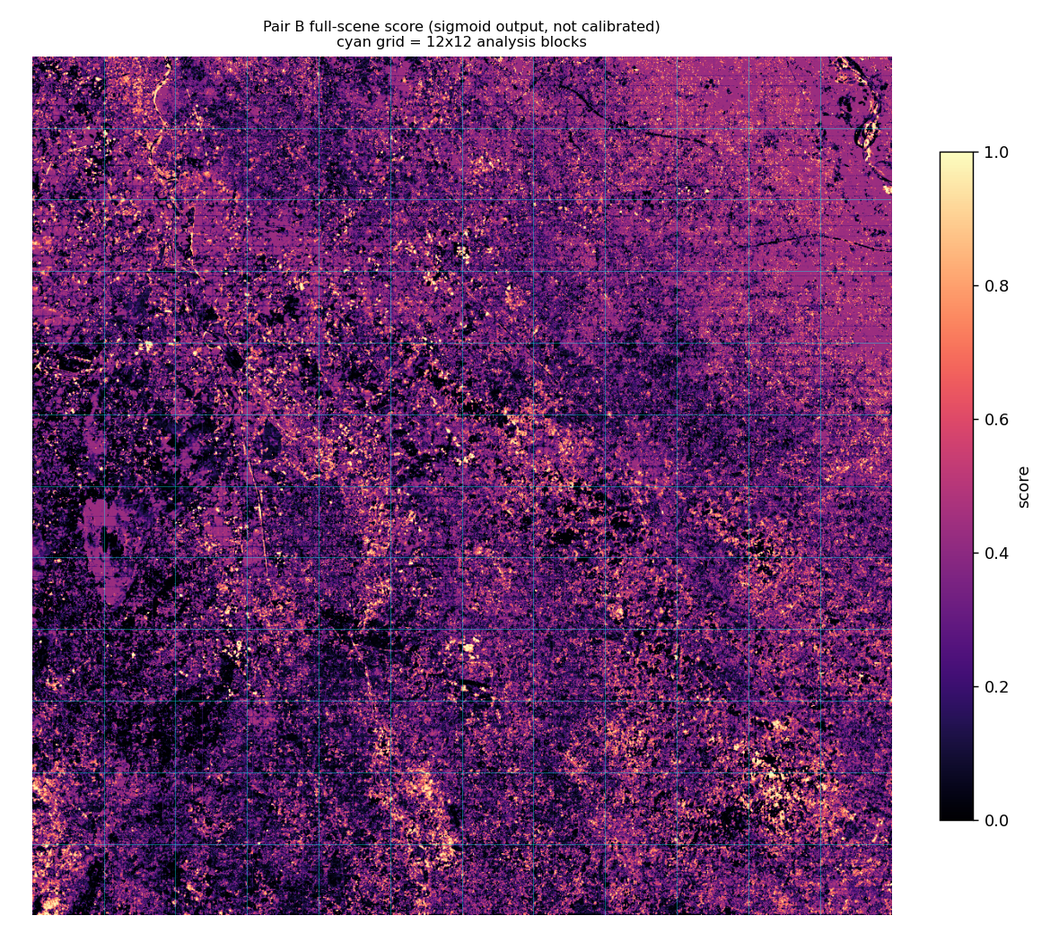 Pair B full-scene score (sigmoid output, not calibrated)
cyan grid = 12x12 analysis blocks
1.0
0.8
0.6
0.4
0.2
0.0
score